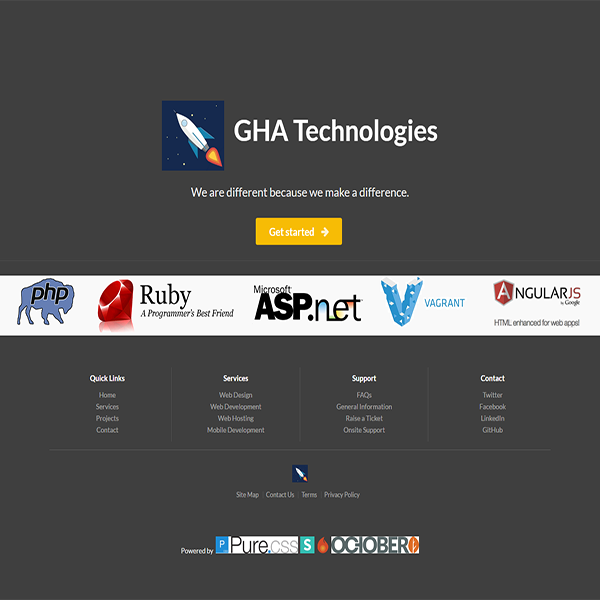 GHA Technologies
We are different because we make a difference.
Get started
php
Ruby
A Programmer's Best Friend
Microsoft
ASP.net
VAGRANT
ANGULARJS
by Google
HTML enhanced for web apps!
Quick Links
Home
Services
Projects
Contact
Services
Web Design
Web Development
Web Hosting
Mobile Development
Support
FAQs
General Information
Raise a Ticket
Onsite Support
Contact
Twitter
Facebook
LinkedIn
GitHub
Site Map Contact Us Terms Privacy Policy
Powered by P Pure.css S OCTOBER